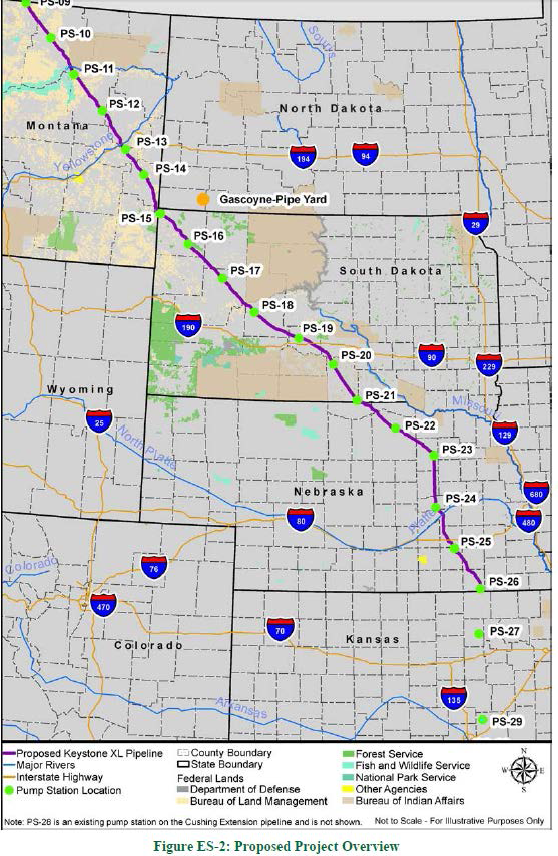 PS-09
PS-10
PS-11
PS-12
Montana
PS-13
Yellowstone
PS-14
PS-15
Souris
North Dakota
194
94
Gascoyne-Pipe Yard
29
PS-16
South Dakota
PS-17
PS-18
190
PS-19
90
PS-20
229
Wyoming
PS-21
Missouri
25
PS-22
129
North Platte
PS-23
Nebraska
680
PS-24
80
Platte
480
PS-25
Colorado
76
PS-26
470
70
Kansas
PS-27
Colorado
135
Arkansas
PS-29
Proposed Keystone XL Pipeline
Major Rivers
Interstate Highway
Pump Station Location
County Boundary
State Boundary
Federal Lands
Department of Defense
Bureau of Land Management
Forest Service
Fish and Wildlife Service
National Park Service
Other Agencies
Bureau of Indian Affairs
N
W E
S
Note: PS-28 is an existing pump station on the Cushing Extension pipeline and is not shown.
Not to Scale - For Illustrative Purposes Only
Figure ES-2: Proposed Project Overview